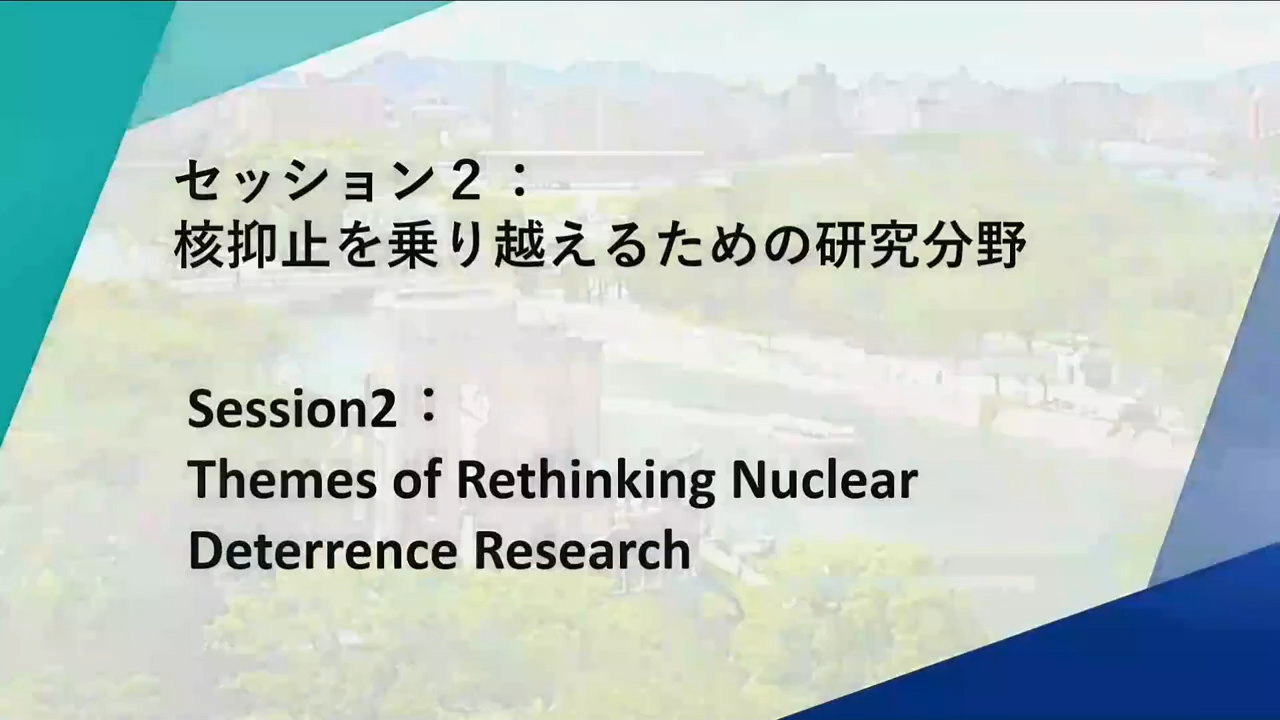 セッション２：
核抑止を乗り越えるための研究分野
Session2：
Themes of Rethinking Nuclear
Deterrence Research